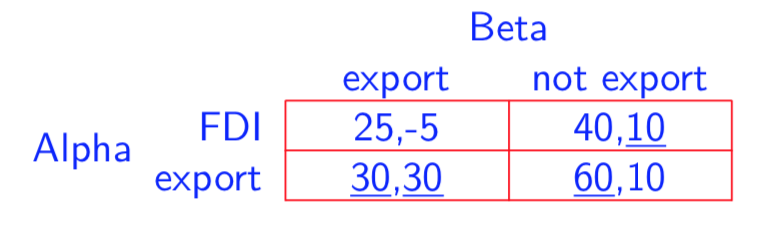 Beta
export not export
FDI 25,-5 40,10
Alpha
export 30,30 60,10